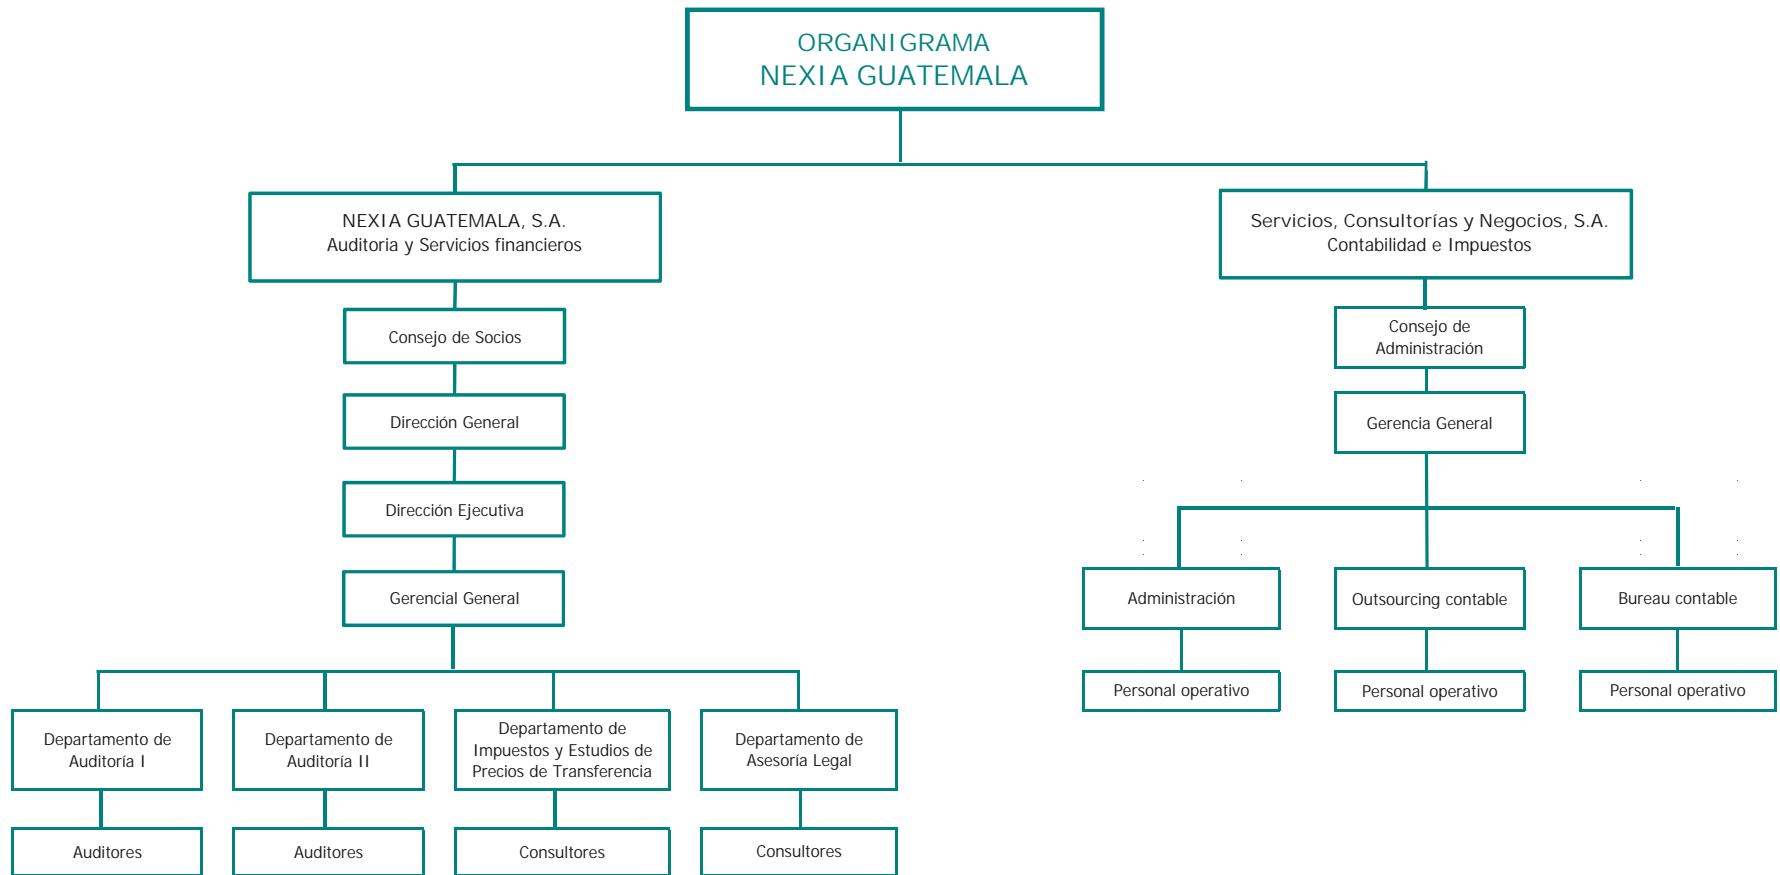 ORGANIGRAMA
NEXIA GUATEMALA
NEXIA GUATEMALA, S.A.
Auditoria y Servicios financieros
Servicios, Consultorías y Negocios, S.A.
Contabilidad e Impuestos
Consejo de Socios
Consejo de
Administración
Dirección General
Gerencia General
Dirección Ejecutiva
Gerencial General
Administración
Outsourcing contable
Bureau contable
Personal operativo
Personal operativo
Personal operativo
Departamento de
Auditoría I
Departamento de
Auditoría II
Departamento de
Impuestos y Estudios de
Precios de Transferencia
Departamento de
Asesoría Legal
Auditores
Auditores
Consultores
Consultores